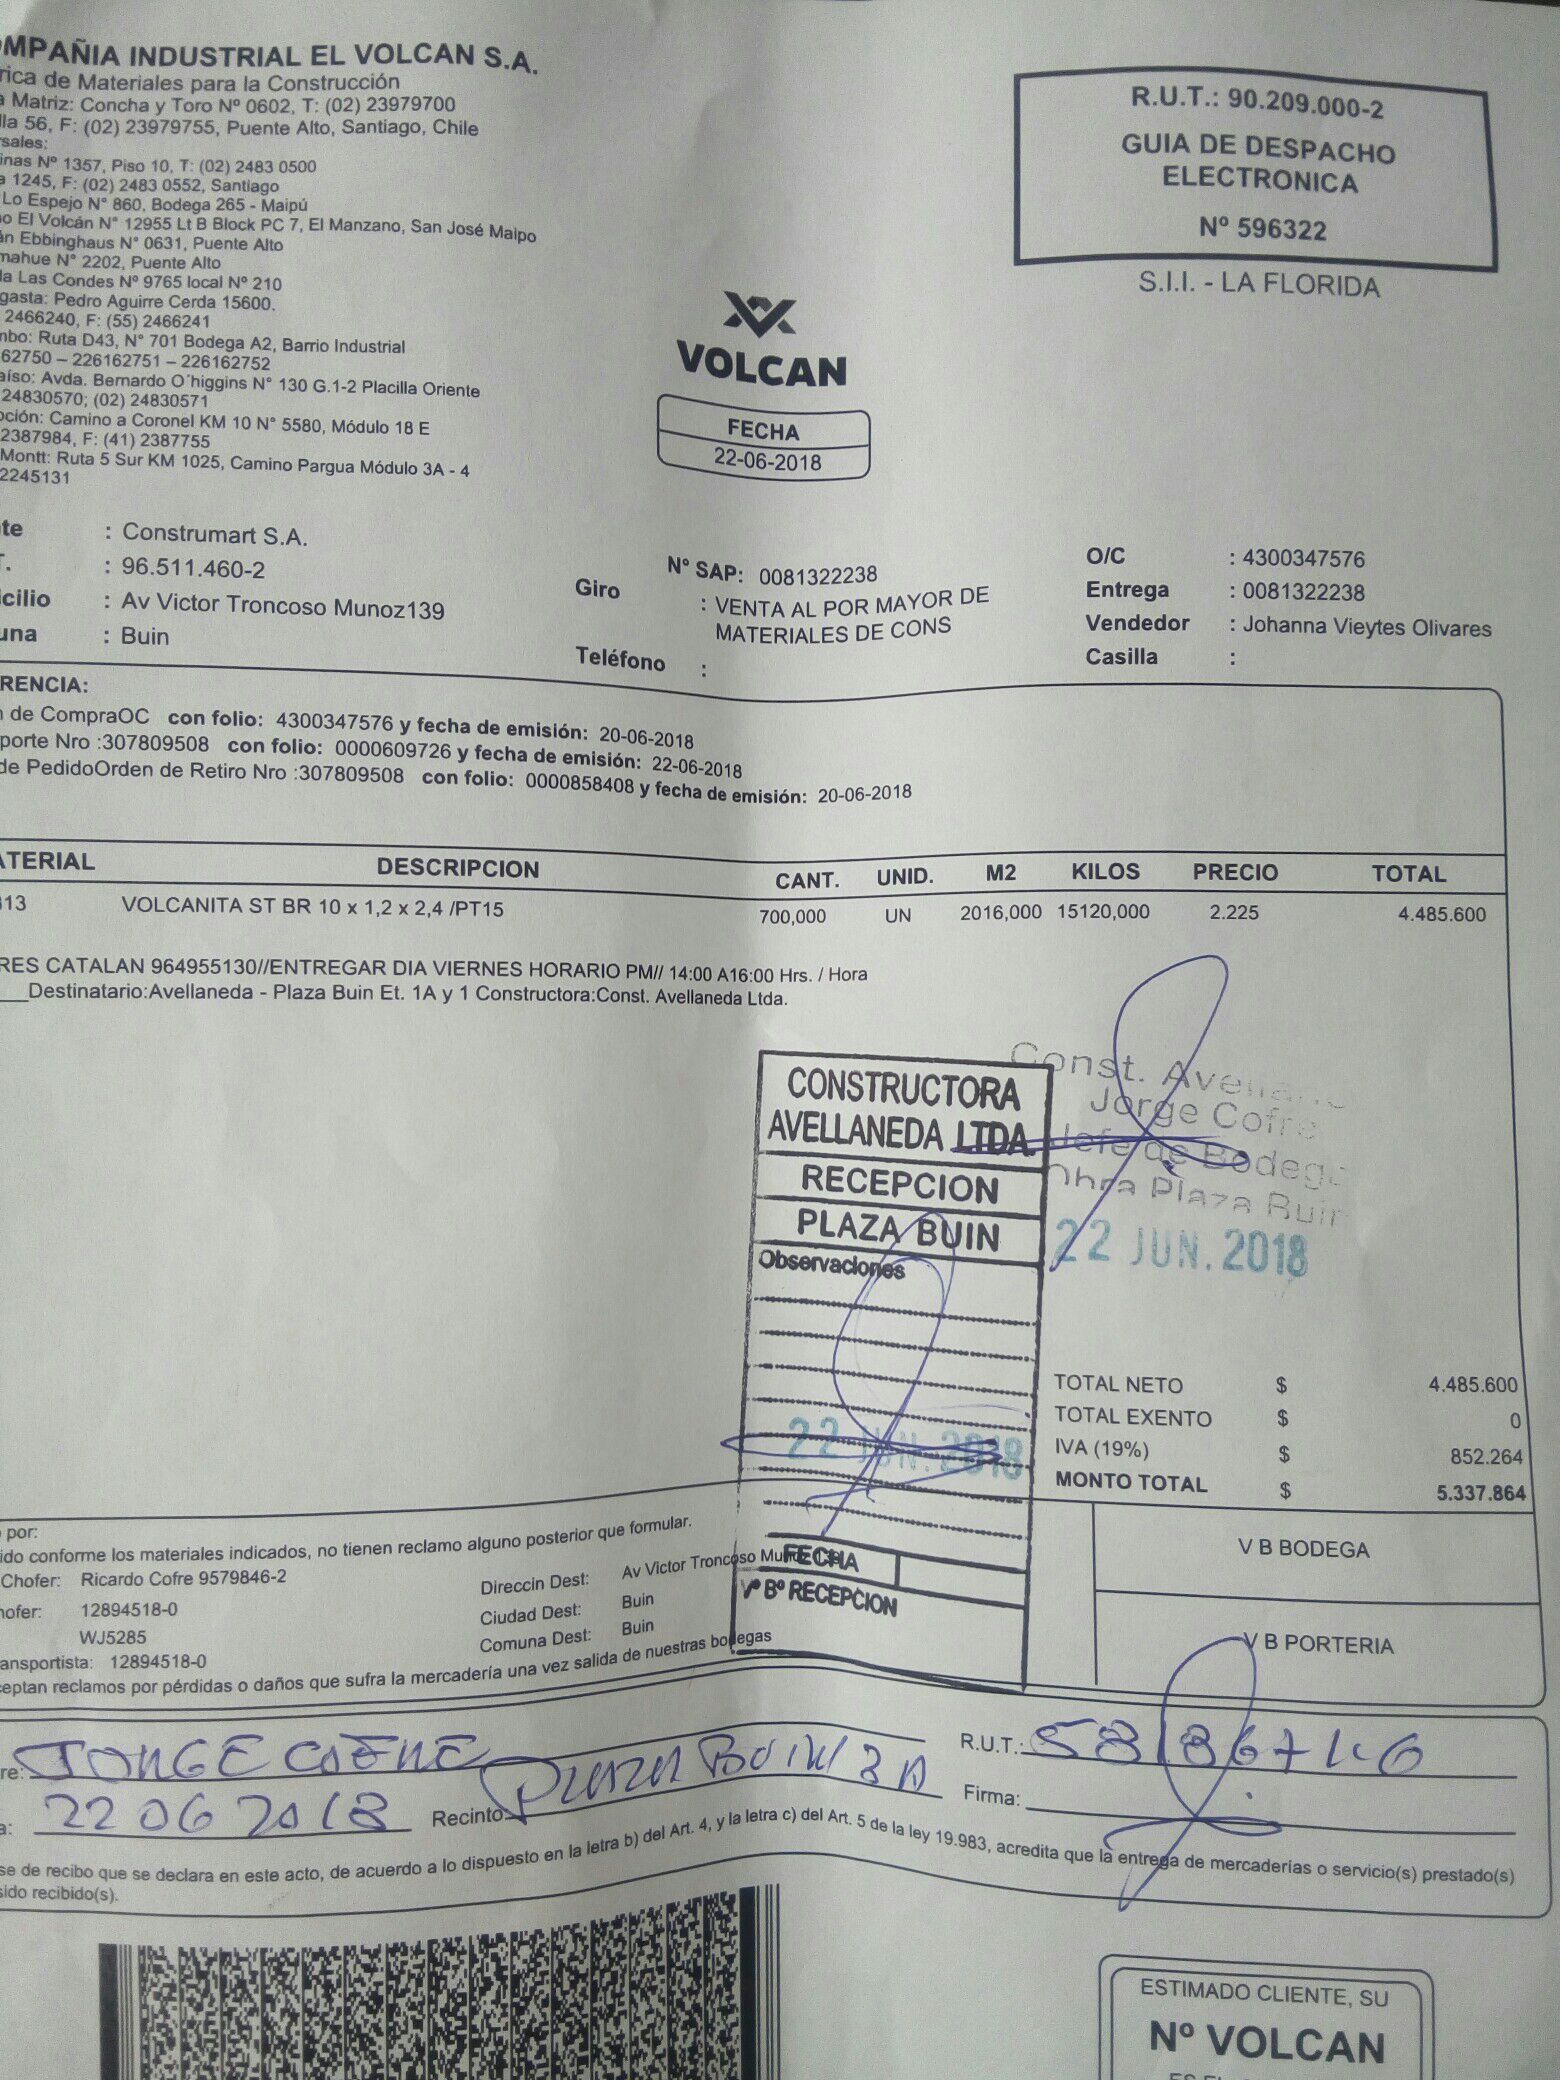 OMPAÑIA INDUSTRIAL EL VOLCAN S.A.
rica de Materiales para la Construcción
a Matriz: Concha y Toro Nº 0602, T: (02) 23979700
lla 56, F: (02) 23979755, Puente Alto, Santiago, Chile
rsales:
inas Nº 1357, Piso 10, T: (02) 2483 0500
a 1245, F: (02) 2483 0552, Santiago
Lo Espejo N° 860, Bodega 265 - Maipú
o El Volcán N° 12955 Lt B Block PC 7, El Manzano, San José Maipo
án Ebbinghaus N° 0631, Puente Alto
mahue N° 2202, Puente Alto
da Las Condes Nº 9765 local Nº 210
gasta: Pedro Aguirre Cerda 15600.
2466240, F: (55) 2466241
mbo: Ruta D43, N° 701 Bodega A2, Barrio Industrial
62750 – 226162751 – 226162752
aíso: Avda. Bernardo O´higgins N° 130 G.1-2 Placilla Oriente
24830570; (02) 24830571
pción: Camino a Coronel KM 10 N° 5580, Módulo 18 E
2387984, F: (41) 2387755
Montt: Ruta 5 Sur KM 1025, Camino Pargua Módulo 3A - 4
2245131
R.U.T.: 90.209.000-2
GUIA DE DESPACHO
ELECTRONICA
Nº 596322
S.I.I. - LA FLORIDA
VOLCAN
FECHA
22-06-2018
te : Construmart S.A.
T. : 96.511.460-2
icilio : Av Victor Troncoso Munoz139
una : Buin
N° SAP: 0081322238
Giro : VENTA AL POR MAYOR DE
MATERIALES DE CONS
Teléfono :
O/C : 4300347576
Entrega : 0081322238
Vendedor : Johanna Vieytes Olivares
Casilla :
RENCIA:
n de CompraOC con folio: 4300347576 y fecha de emisión: 20-06-2018
porte Nro :307809508 con folio: 0000609726 y fecha de emisión: 22-06-2018
de PedidoOrden de Retiro Nro :307809508 con folio: 0000858408 y fecha de emisión: 20-06-2018
ATERIAL DESCRIPCION CANT. UNID. M2 KILOS PRECIO TOTAL
13 VOLCANITA ST BR 10 x 1,2 x 2,4 /PT15 700,000 UN 2016,000 15120,000 2.225 4.485.600
RES CATALAN 964955130//ENTREGAR DIA VIERNES HORARIO PM// 14:00 A16:00 Hrs. / Hora
___Destinatario:Avellaneda - Plaza Buin Et. 1A y 1 Constructora:Const. Avellaneda Ltda.
CONSTRUCTORA
AVELLANEDA LTDA.
RECEPCION
PLAZA BUIN
Observaciones
22 JUN. 2018
FECHA
Vº Bº RECEPCION
Const. Avellane
Jorge Cofre
Jefe de Bodega
Obra Plaza Buin
22 JUN. 2018
TOTAL NETO $ 4.485.600
TOTAL EXENTO $ 0
IVA (19%) $ 852.264
MONTO TOTAL $ 5.337.864
V B BODEGA
V B PORTERIA
por:
ido conforme los materiales indicados, no tienen reclamo alguno posterior que formular.
Chofer: Ricardo Cofre 9579846-2
hofer: 12894518-0
WJ5285
ansportista: 12894518-0
Direccin Dest: Av Victor Troncoso Munoz
Ciudad Dest: Buin
Comuna Dest: Buin
eptan reclamos por pérdidas o daños que sufra la mercadería una vez salida de nuestras bodegas
re: JORGE COFRE
R.U.T.:
a: 22 06 2018 Recinto PLAZA BUIN
Firma:
se de recibo que se declara en este acto, de acuerdo a lo dispuesto en la letra b) del Art. 4, y la letra c) del Art. 5 de la ley 19.983, acredita que la entrega de mercaderías o servicio(s) prestado(s)
sido recibido(s).
ESTIMADO CLIENTE, SU
Nº VOLCAN